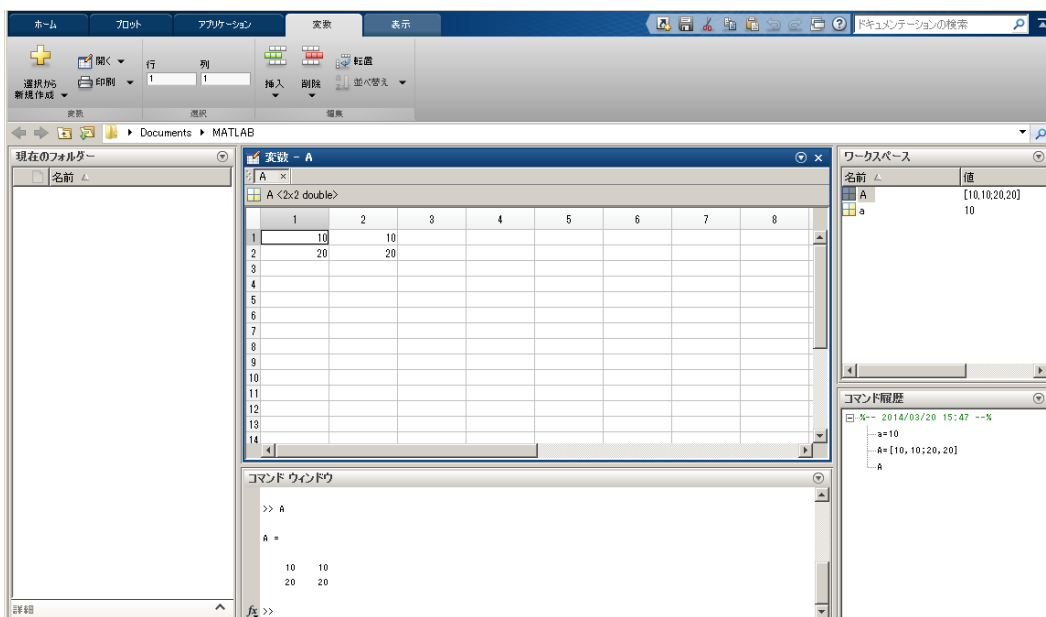 ホーム プロット アプリケーション 変数 表示
ドキュメンテーションの検索
選択から
新規作成
開く
印刷
行 列
1 1
挿入 削除
転置
並べ替え
変数 選択 編集
Documents MATLAB
現在のフォルダー
名前
詳細
変数 - A
A ×
A <2x2 double>
1 2 3 4 5 6 7 8
1 10 10
2 20 20
3
4
5
6
7
8
9
10
11
12
13
14
コマンド ウィンドウ
>> A
A =
10 10
20 20
fx >>
ワークスペース
名前 値
A [10,10;20,20]
a 10
コマンド履歴
%-- 2014/03/20 15:47 --%
a=10
A=[10,10;20,20]
A